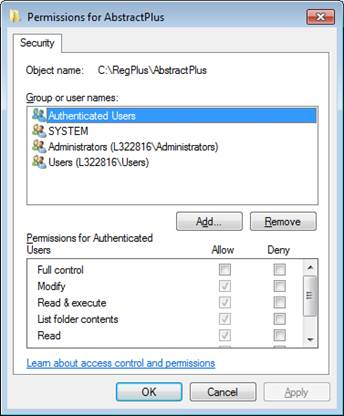 Permissions for AbstractPlus
Security
Object name: C:\RegPlus\AbstractPlus
Group or user names:
Authenticated Users
SYSTEM
Administrators (L322816\Administrators)
Users (L322816\Users)
Add... Remove
Permissions for Authenticated
Users Allow Deny
Full control
Modify
Read & execute
List folder contents
Read
Learn about access control and permissions
OK Cancel Apply